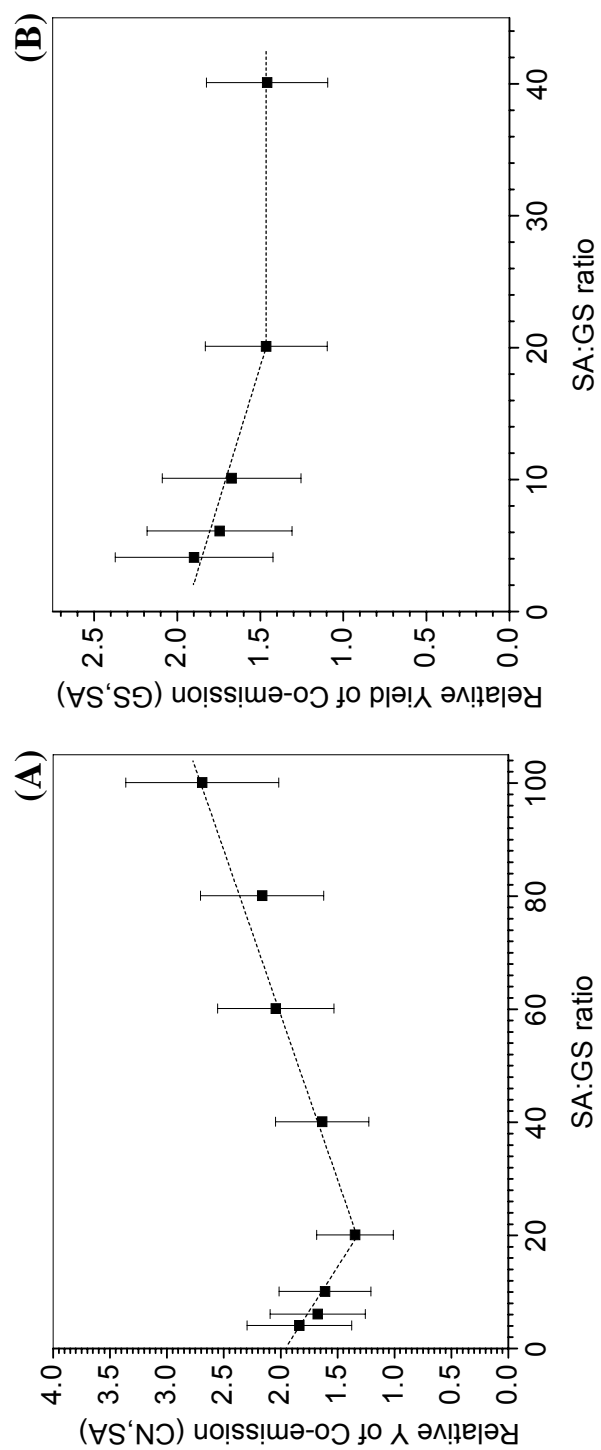 (A)
Relative Y of Co-emission (CN,SA)
4.0
3.5
3.0
2.5
2.0
1.5
1.0
0.5
0.0
0 20 40 60 80 100
SA:GS ratio
(B)
Relative Yield of Co-emission (GS,SA)
2.5
2.0
1.5
1.0
0.5
0.0
0 10 20 30 40
SA:GS ratio